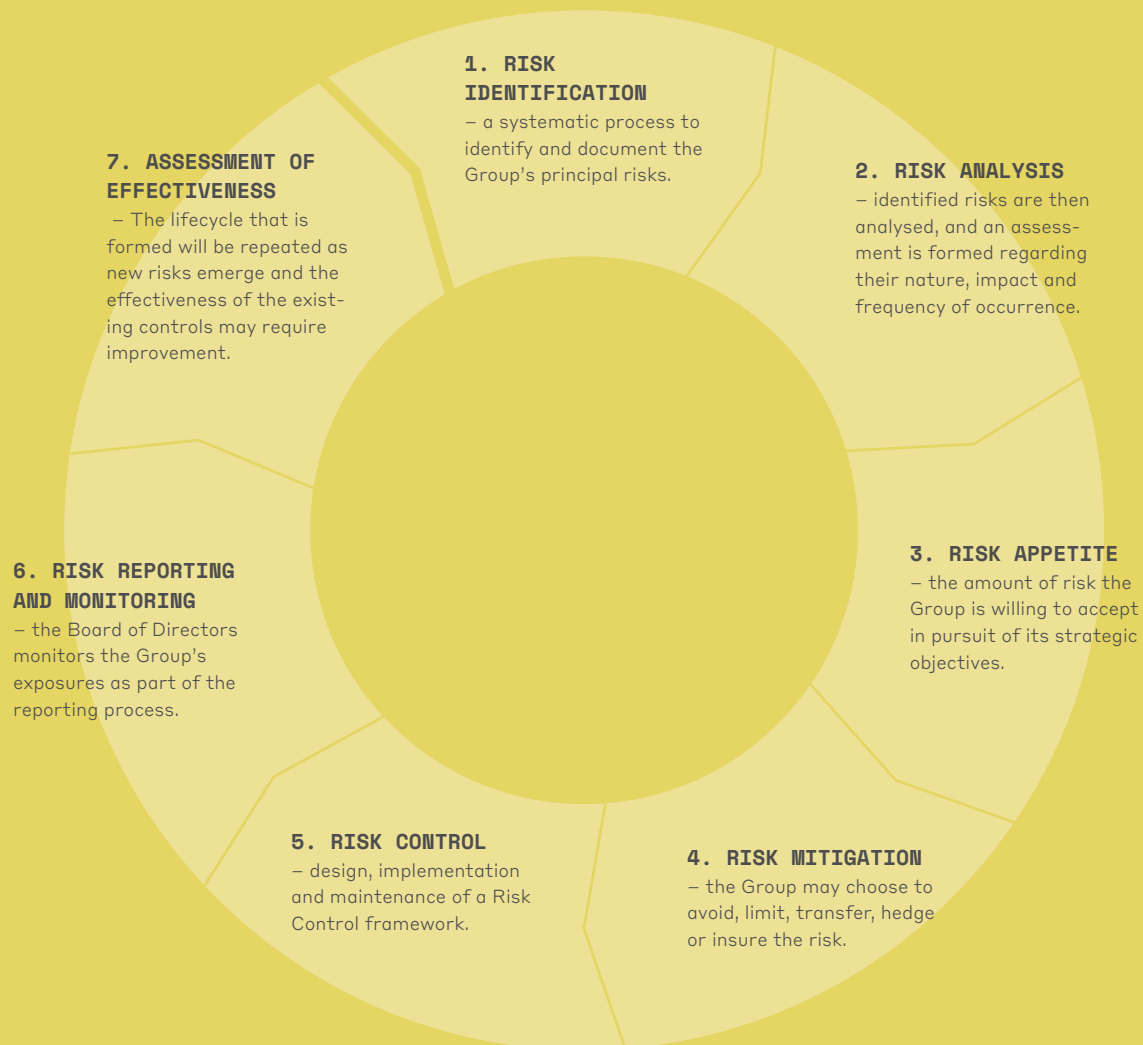 1. RISK
IDENTIFICATION
– a systematic process to
identify and document the
Group's principal risks.
2. RISK ANALYSIS
– identified risks are then
analysed, and an assess-
ment is formed regarding
their nature, impact and
frequency of occurrence.
3. RISK APPETITE
– the amount of risk the
Group is willing to accept
in pursuit of its strategic
objectives.
4. RISK MITIGATION
– the Group may choose to
avoid, limit, transfer, hedge
or insure the risk.
5. RISK CONTROL
– design, implementation
and maintenance of a Risk
Control framework.
6. RISK REPORTING
AND MONITORING
– the Board of Directors
monitors the Group's
exposures as part of the
reporting process.
7. ASSESSMENT OF
EFFECTIVENESS
– The lifecycle that is
formed will be repeated as
new risks emerge and the
effectiveness of the exist-
ing controls may require
improvement.